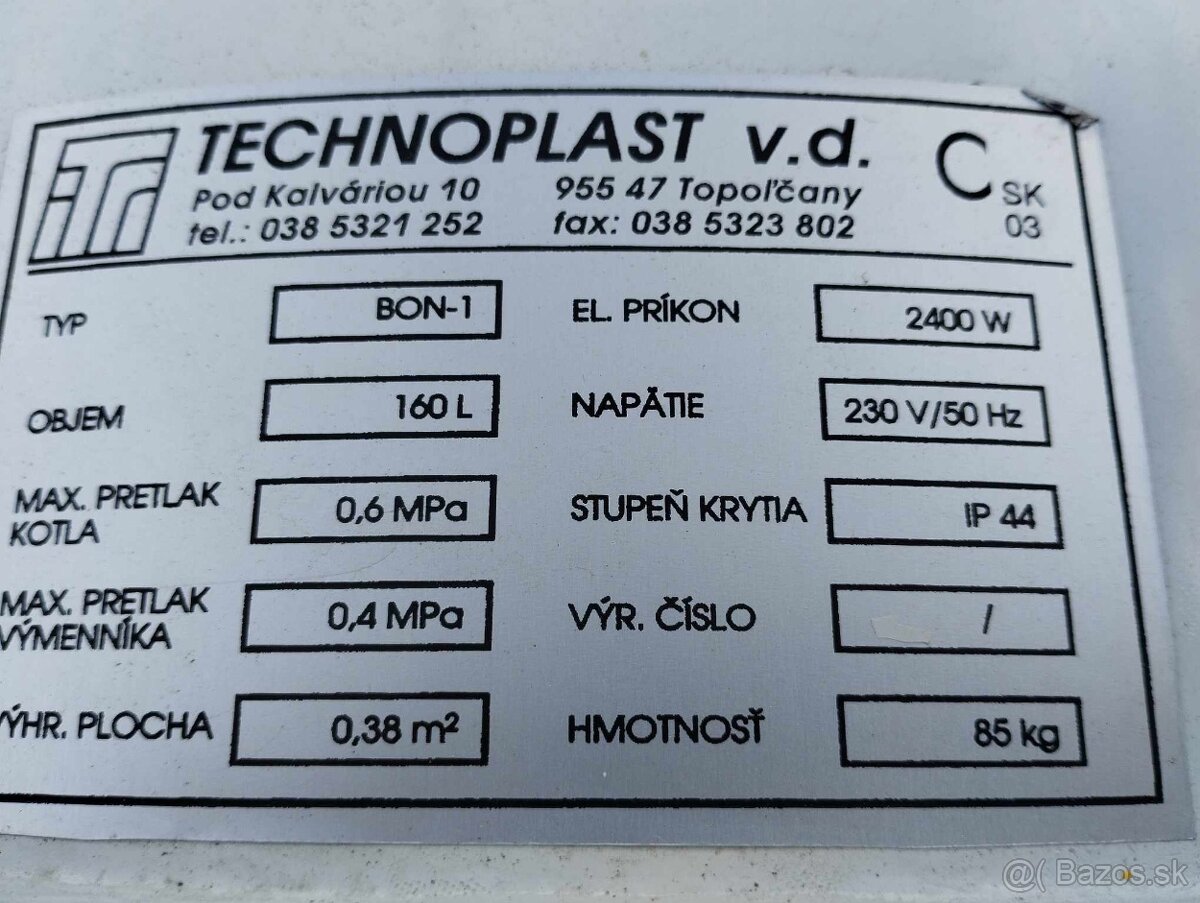 TECHNOPLAST v.d.
Pod Kalváriou 10 955 47 Topoľčany
tel.: 038 5321 252 fax: 038 5323 802
C SK
03
TYP BON-1 EL. PRÍKON 2400 W
OBJEM 160 L NAPÄTIE 230 V/50 Hz
MAX. PRETLAK
KOTLA 0,6 MPa STUPEŇ KRYTIA IP 44
MAX. PRETLAK
VÝMENNÍKA 0,4 MPa VÝR. ČÍSLO /
VÝHR. PLOCHA 0,38 m² HMOTNOSŤ 85 kg
@( Bazos.sk